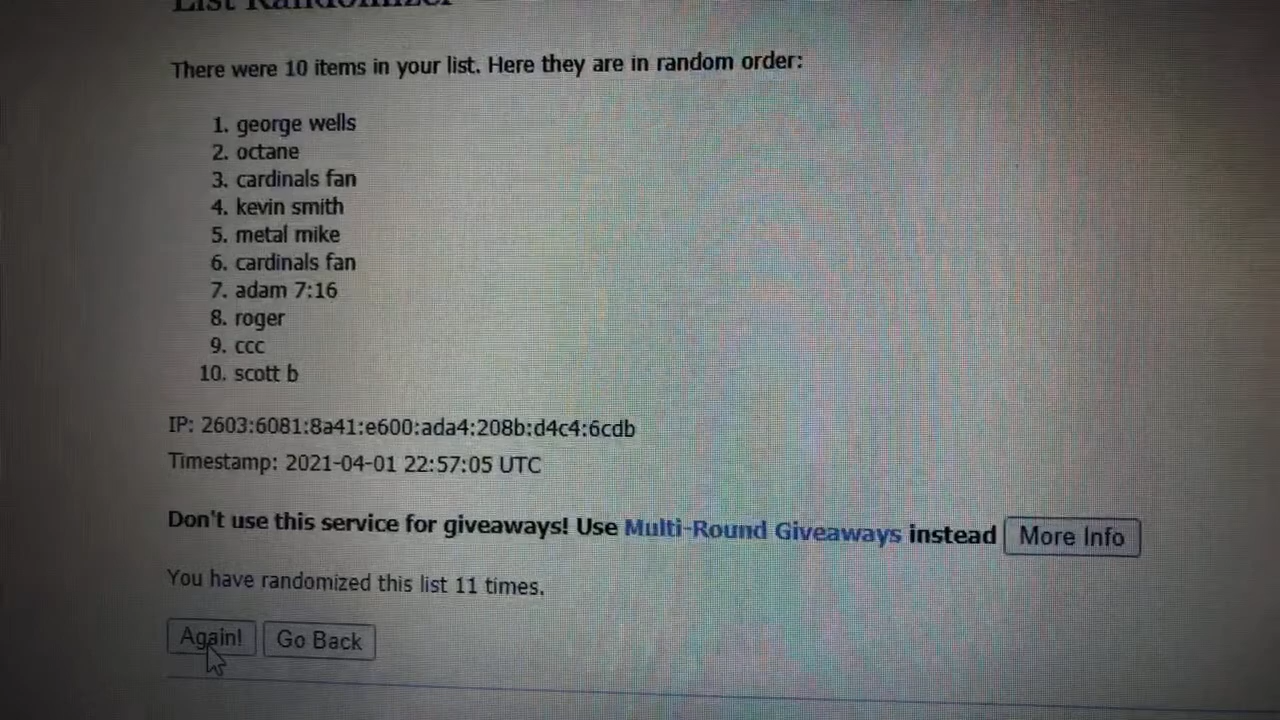 List Randomizer
There were 10 items in your list. Here they are in random order:
1. george wells
2. octane
3. cardinals fan
4. kevin smith
5. metal mike
6. cardinals fan
7. adam 7:16
8. roger
9. ccc
10. scott b
IP: 2603:6081:8a41:e600:ada4:208b:d4c4:6cdb
Timestamp: 2021-04-01 22:57:05 UTC
Don't use this service for giveaways! Use Multi-Round Giveaways instead More Info
You have randomized this list 11 times.
Again! Go Back